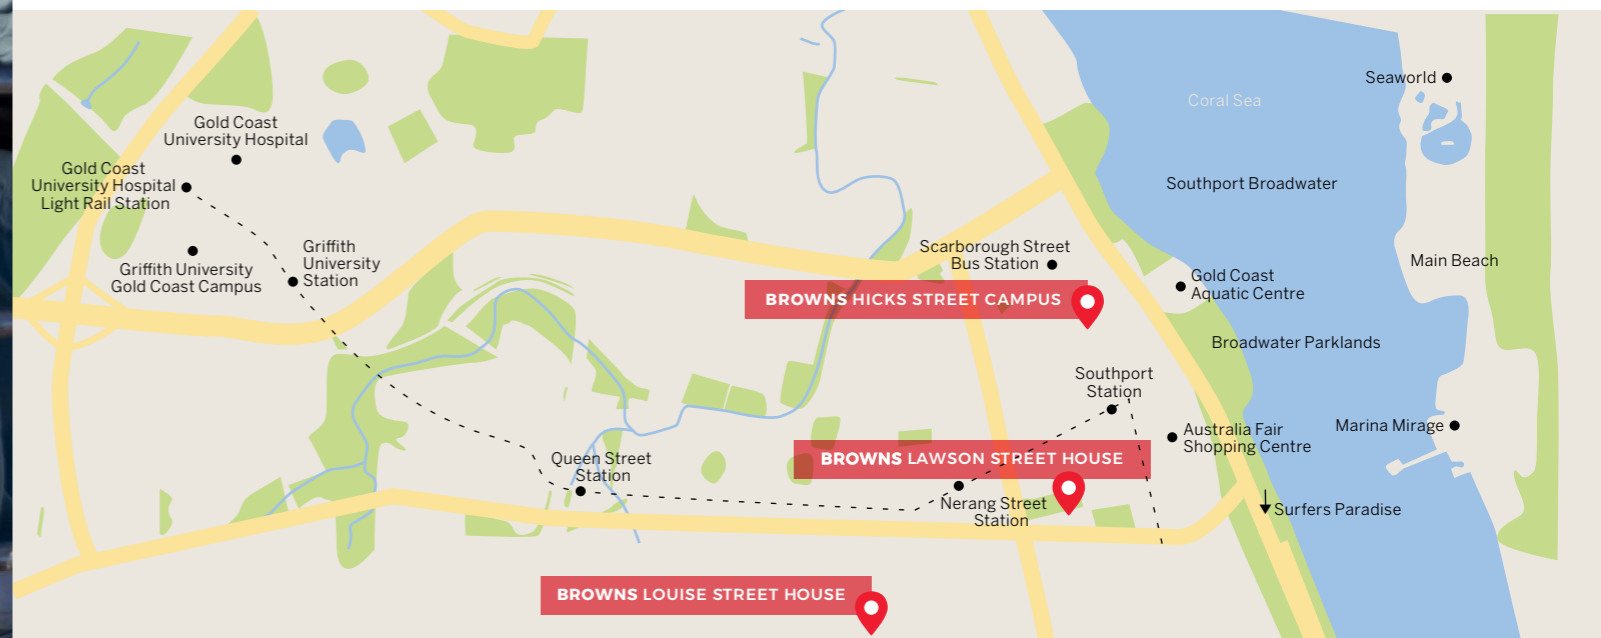 Seaworld
Coral Sea
Gold Coast
University Hospital
Gold Coast
University Hospital
Light Rail Station
Southport Broadwater
Griffith
University
Station
Scarborough Street
Bus Station
Main Beach
Griffith University
Gold Coast Campus
Gold Coast
Aquatic Centre
BROWNS HICKS STREET CAMPUS
Broadwater Parklands
Southport
Station
Australia Fair
Shopping Centre
Marina Mirage
Queen Street
Station
BROWNS LAWSON STREET HOUSE
Nerang Street
Station
Surfers Paradise
BROWNS LOUISE STREET HOUSE